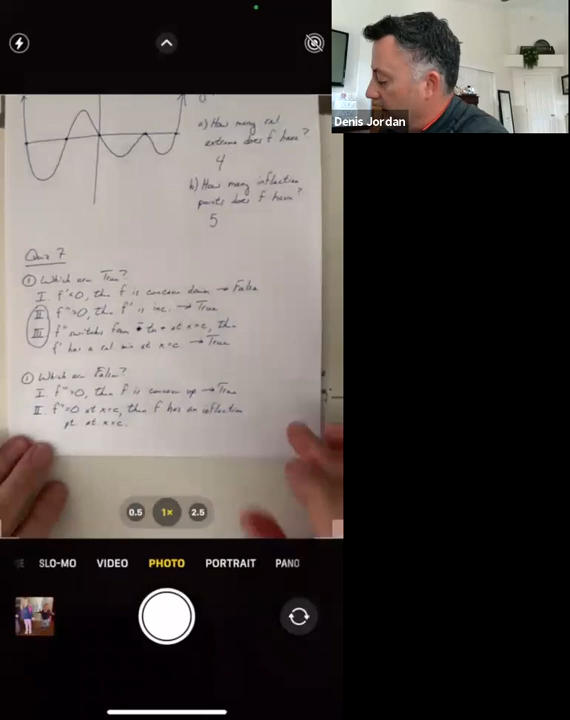 Denis Jordan
a) How many rel
extrema does f have?
4
b) How many inflection
points does f have?
5
Quiz 7
① Which are True?
I. f'<0, then f is concave down → False
II. f">0, then f' is inc. → True
III. f" switches from - to + at x=c, then
f' has a rel min at x=c → True
① Which are False?
I. f">0, then f is concave up → True
II. f"=0 at x=c, then f has an inflection
pt. at x=c.
0.5 1× 2.5
SLO-MO VIDEO PHOTO PORTRAIT PANO